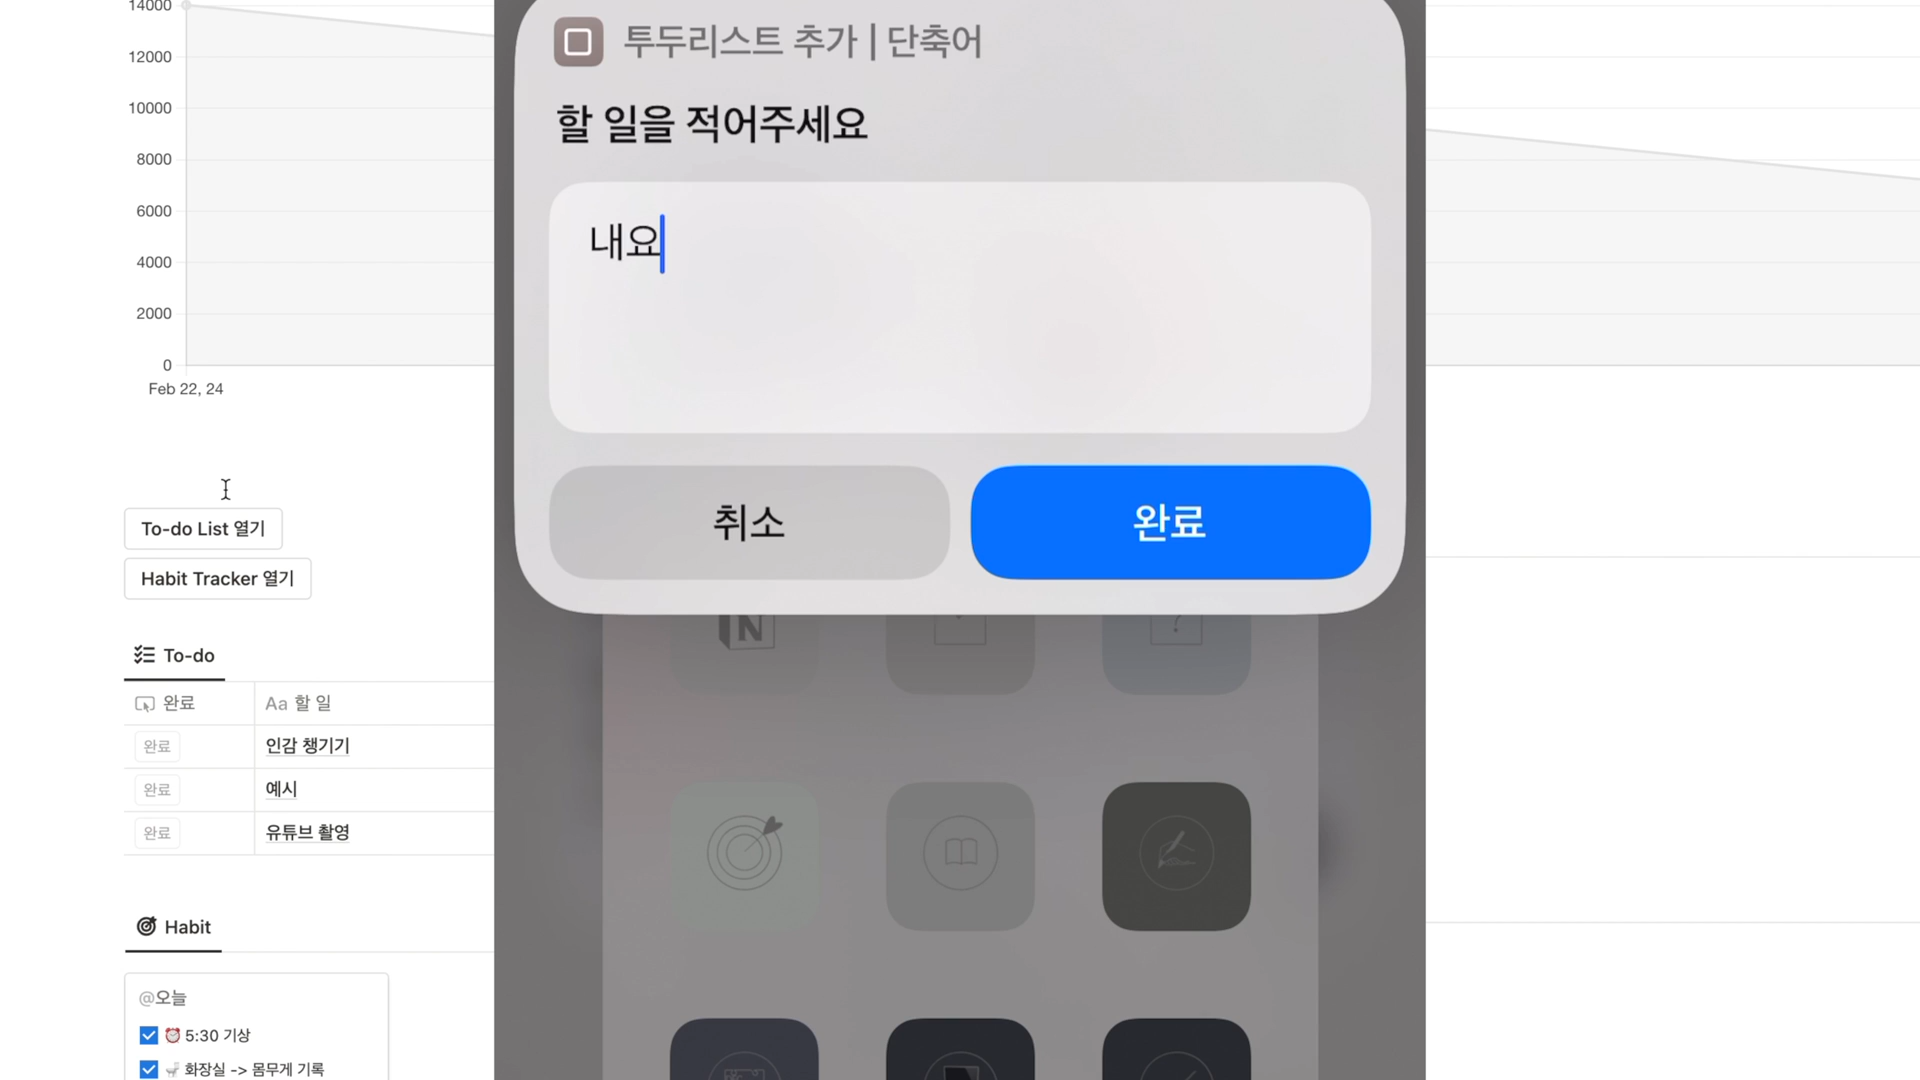 14000
12000
10000
8000
6000
4000
2000
0
Feb 22, 24
To-do List 열기
Habit Tracker 열기
To-do
완료
Aa 할 일
완료
인감 챙기기
완료
예시
완료
유튜브 촬영
Habit
@오늘
⏰ 5:30 기상
화장실 -> 몸무게 기록
투두리스트 추가 | 단축어
할 일을 적어주세요
내요
취소
완료
N
?